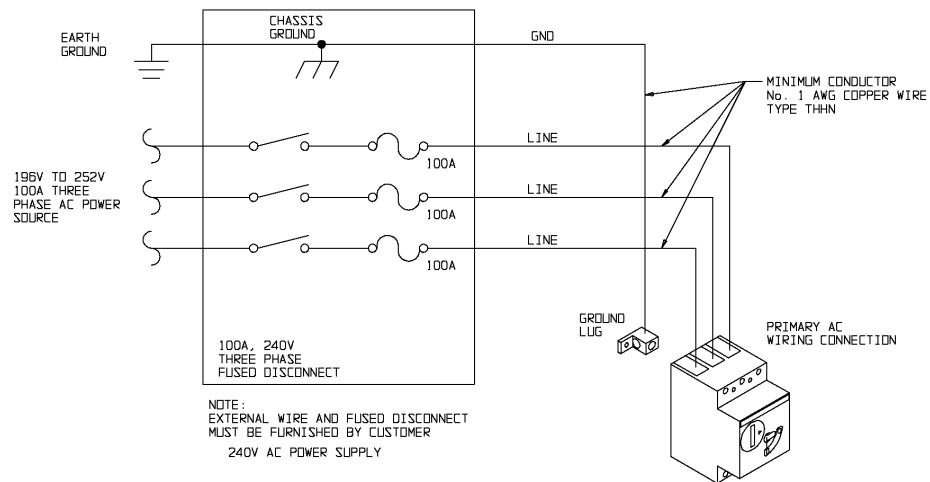 CHASSIS
GROUND
EARTH
GROUND
GND
MINIMUM CONDUCTOR
No. 1 AWG COPPER WIRE
TYPE THHN
LINE
100A
196V TO 252V
100A THREE
PHASE AC POWER
SOURCE
LINE
100A
LINE
100A
GROUND
LUG
PRIMARY AC
WIRING CONNECTION
100A, 240V
THREE PHASE
FUSED DISCONNECT
NOTE:
EXTERNAL WIRE AND FUSED DISCONNECT
MUST BE FURNISHED BY CUSTOMER
240V AC POWER SUPPLY